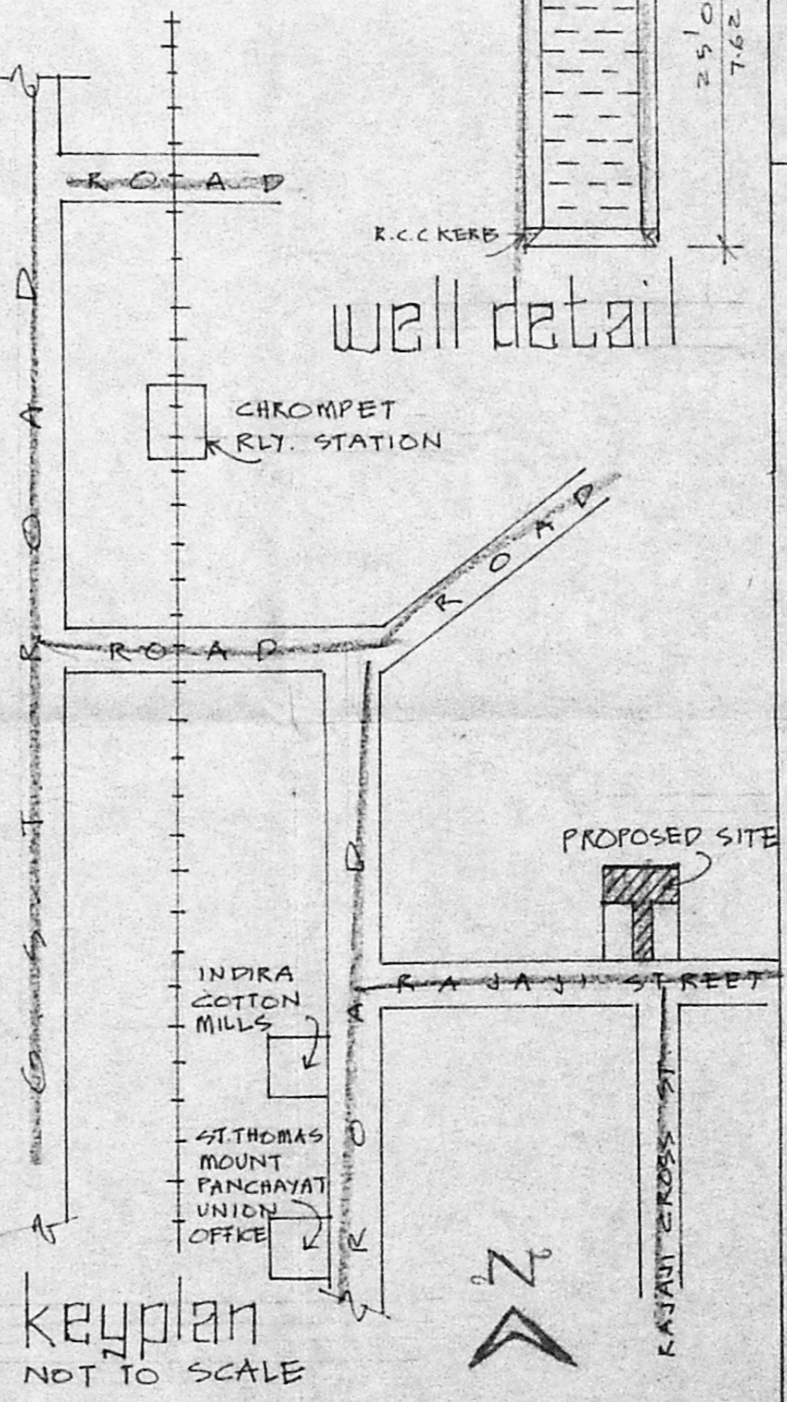 25'0
7.62
R.C.C KERB
well detail
ROAD
CHROMPET
RLY. STATION
ROAD
ROAD
G.S.T. ROAD
PROPOSED SITE
RAJAJI STREET
RAJAJI CROSS ST.
ROAD
INDIRA
COTTON
MILLS
ST.THOMAS
MOUNT
PANCHAYAT
UNION
OFFICE
N
keyplan
NOT TO SCALE